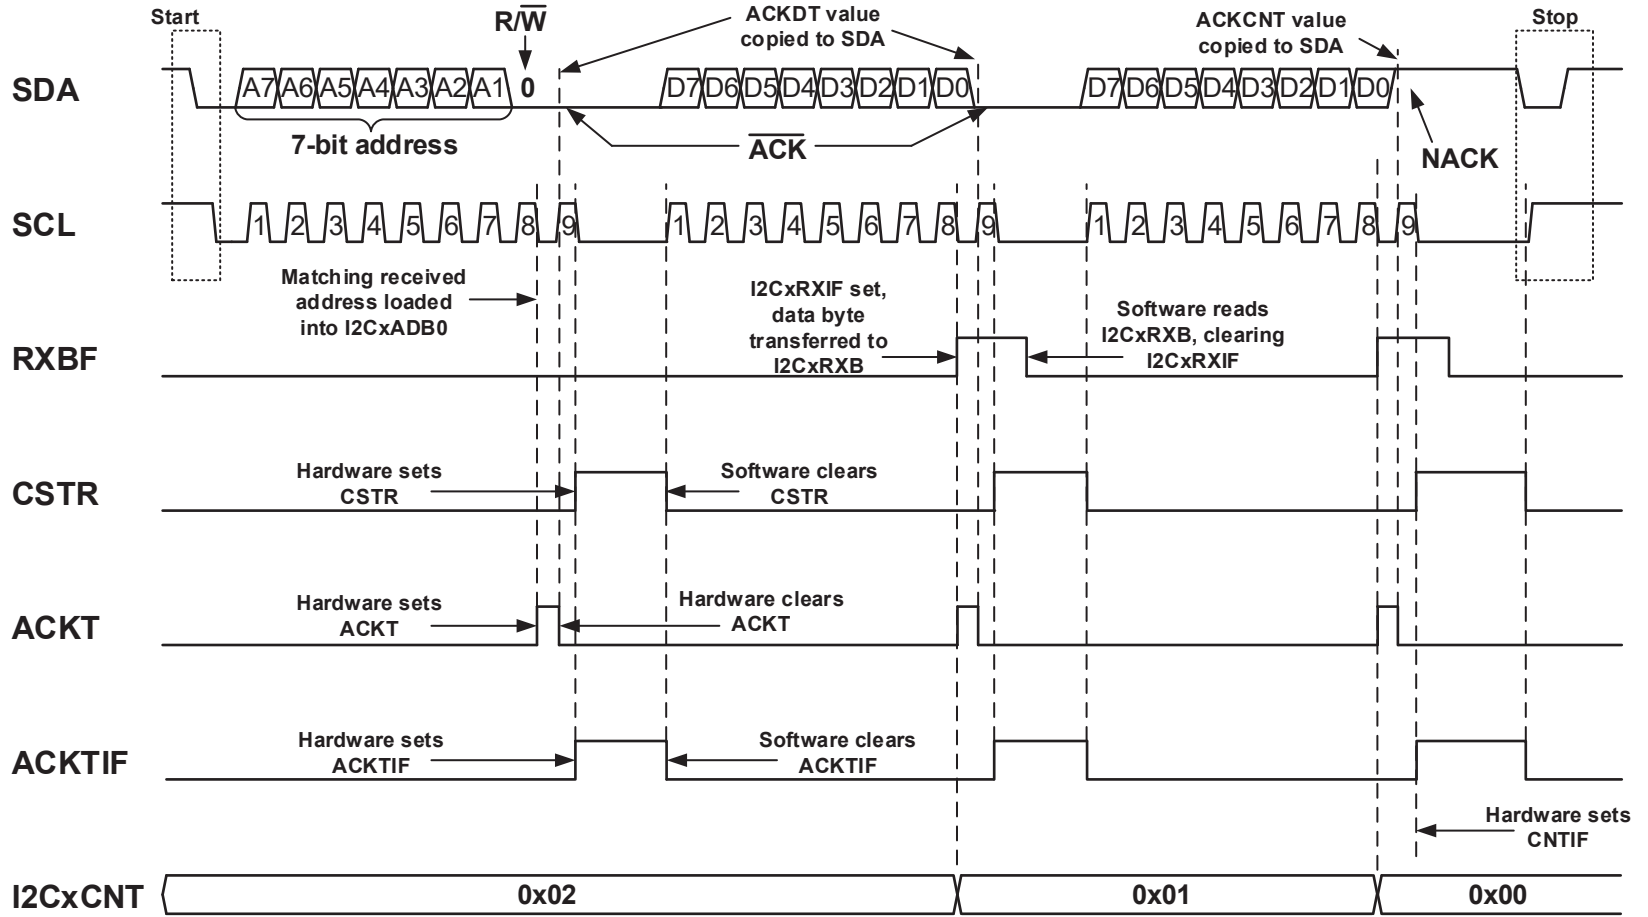 Start
R/W
ACKDT value
copied to SDA
ACKCNT value
copied to SDA
Stop
SDA
A7 A6 A5 A4 A3 A2 A1 0
D7 D6 D5 D4 D3 D2 D1 D0
D7 D6 D5 D4 D3 D2 D1 D0
7-bit address
ACK
NACK
SCL
1 2 3 4 5 6 7 8 9
1 2 3 4 5 6 7 8 9
1 2 3 4 5 6 7 8 9
Matching received
address loaded
into I2CxADB0
I2CxRXIF set,
data byte
transferred to
I2CxRXB
Software reads
I2CxRXB, clearing
I2CxRXIF
RXBF
Hardware sets
CSTR
Software clears
CSTR
CSTR
Hardware sets
ACKT
Hardware clears
ACKT
ACKT
Hardware sets
ACKTIF
Software clears
ACKTIF
ACKTIF
Hardware sets
CNTIF
I2CxCNT
0x02
0x01
0x00